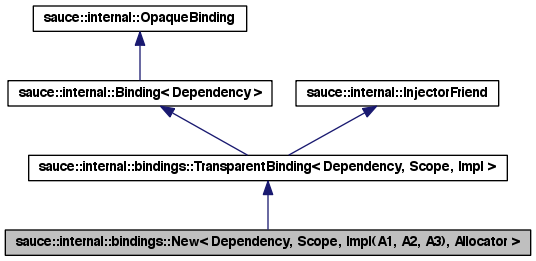 sauce::internal::OpaqueBinding
sauce::internal::Binding< Dependency >
sauce::internal::InjectorFriend
sauce::internal::bindings::TransparentBinding< Dependency, Scope, Impl >
sauce::internal::bindings::New< Dependency, Scope, Impl(A1, A2, A3), Allocator >